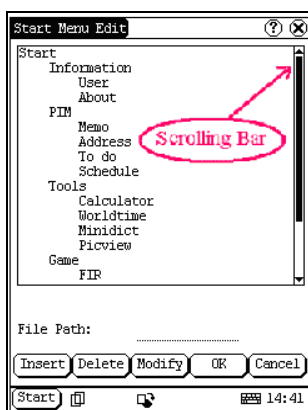 Start Menu Edit ?
Start
Information
User
About
PIM
Memo
Address
To do
Schedule
Scrolling Bar
Tools
Calculator
Worldtime
Minidict
Picview
Game
FIR
File Path:
Insert Delete Modify OK Cancel
Start 14:41